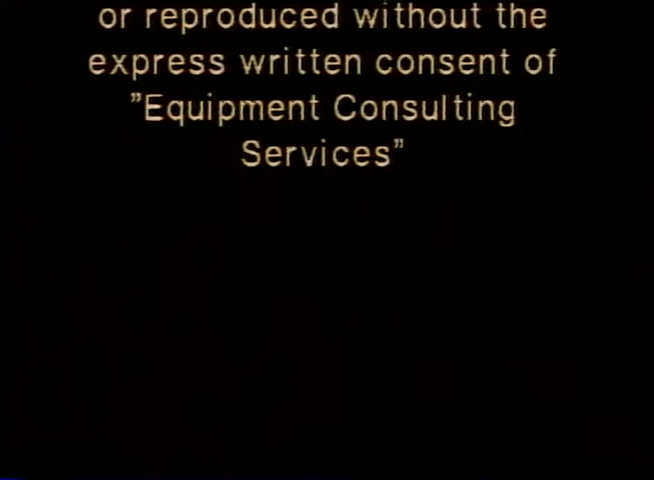 or reproduced without the
express written consent of
"Equipment Consulting
Services"